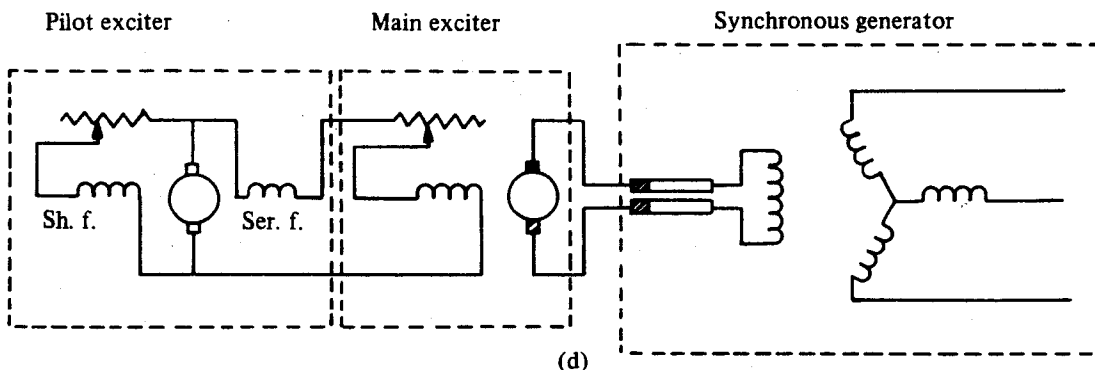 Pilot exciter
Main exciter
Synchronous generator
Sh. f.
Ser. f.
(d)